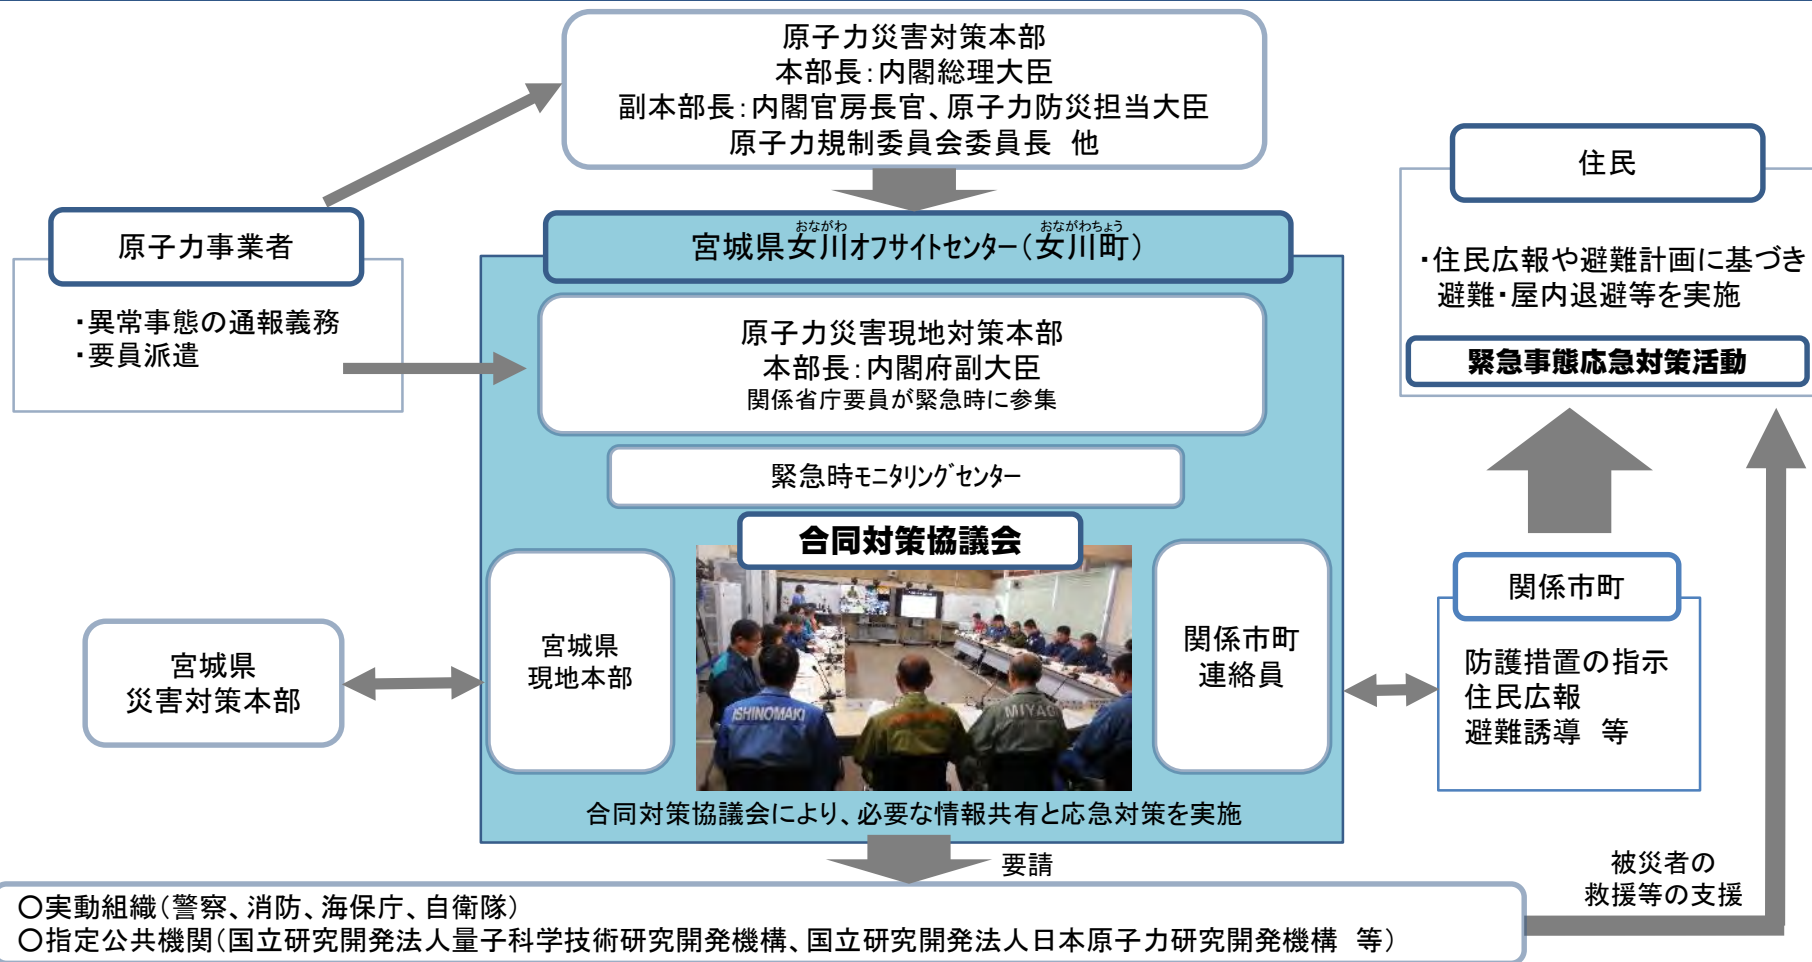 原子力災害対策本部
本部長：内閣総理大臣
副本部長：内閣官房長官、原子力防災担当大臣
原子力規制委員会委員長　他
原子力事業者
・異常事態の通報義務
・要員派遣
おながわ　おながわちょう
宮城県女川オフサイトセンター（女川町）
原子力災害現地対策本部
本部長：内閣府副大臣
関係省庁要員が緊急時に参集
緊急時モニタリングセンター
合同対策協議会
宮城県
現地本部
ISHINOMAKI
MIYAG
関係市町
連絡員
合同対策協議会により、必要な情報共有と応急対策を実施
宮城県
災害対策本部
住民
・住民広報や避難計画に基づき
避難・屋内退避等を実施
緊急事態応急対策活動
関係市町
防護措置の指示
住民広報
避難誘導　等
要請
被災者の
救援等の支援
○実動組織（警察、消防、海保庁、自衛隊）
○指定公共機関（国立研究開発法人量子科学技術研究開発機構、国立研究開発法人日本原子力研究開発機構　等）